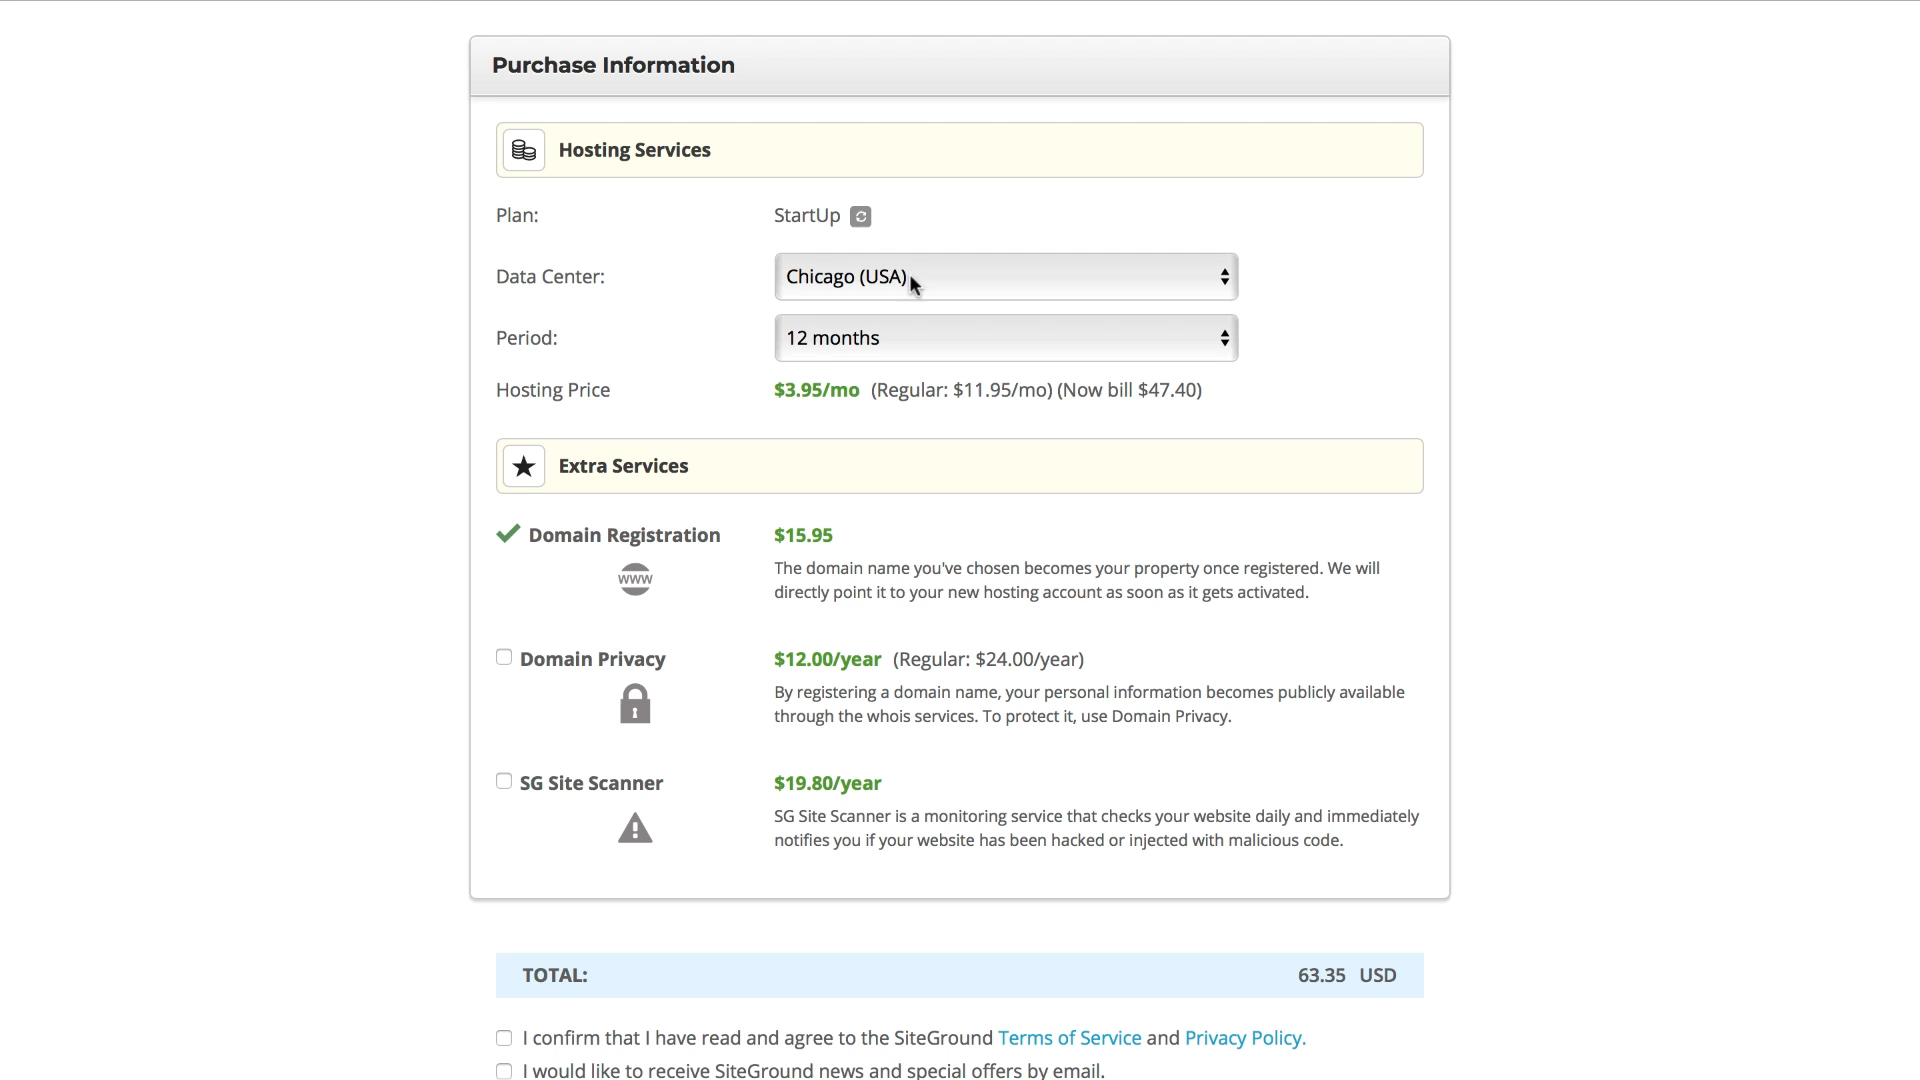 Purchase Information
Hosting Services
Plan: StartUp
Data Center: Chicago (USA)
Period: 12 months
Hosting Price $3.95/mo (Regular: $11.95/mo) (Now bill $47.40)
Extra Services
Domain Registration $15.95
www
The domain name you've chosen becomes your property once registered. We will
directly point it to your new hosting account as soon as it gets activated.
Domain Privacy $12.00/year (Regular: $24.00/year)
By registering a domain name, your personal information becomes publicly available
through the whois services. To protect it, use Domain Privacy.
SG Site Scanner $19.80/year
SG Site Scanner is a monitoring service that checks your website daily and immediately
notifies you if your website has been hacked or injected with malicious code.
TOTAL: 63.35 USD
I confirm that I have read and agree to the SiteGround Terms of Service and Privacy Policy.
I would like to receive SiteGround news and special offers by email.